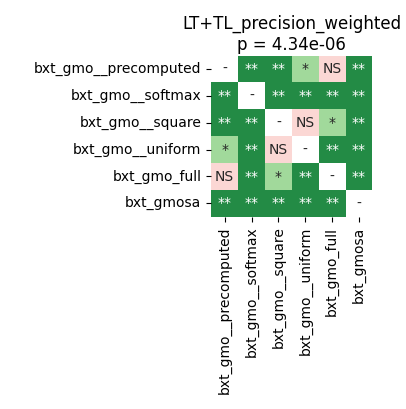 LT+TL_precision_weighted
p = 4.34e-06
bxt_gmo__precomputed - ** ** * NS **
bxt_gmo__softmax ** - ** ** ** **
bxt_gmo__square ** ** - NS * **
bxt_gmo__uniform * ** NS - ** **
bxt_gmo_full NS ** * ** - **
bxt_gmosa ** ** ** ** ** -
bxt_gmo__precomputed
bxt_gmo__softmax
bxt_gmo__square
bxt_gmo__uniform
bxt_gmo_full
bxt_gmosa